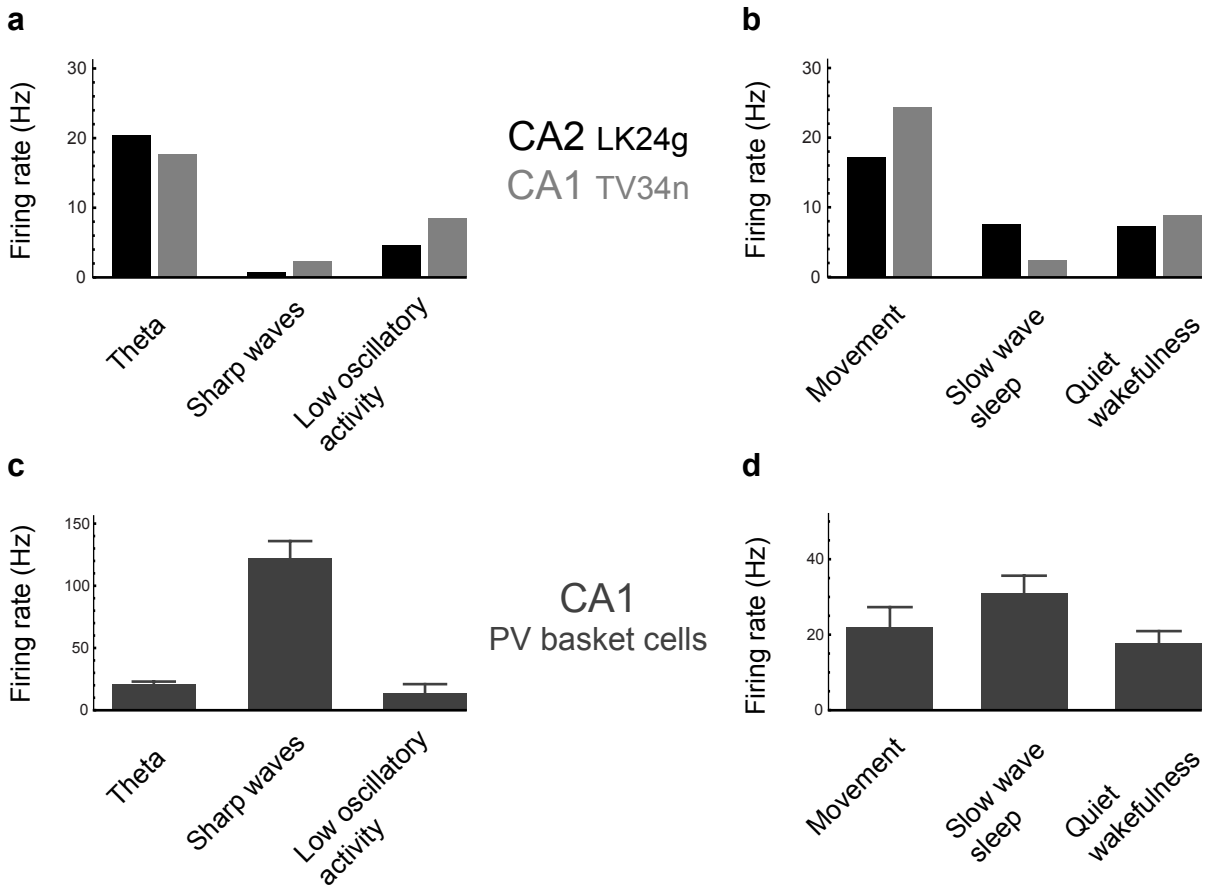 a
Firing rate (Hz)
30
20
10
0
Theta
Sharp waves
Low oscillatory
activity
CA2 LK24g
CA1 TV34n
b
Firing rate (Hz)
30
20
10
0
Movement
Slow wave
sleep
Quiet
wakefulness
c
Firing rate (Hz)
150
100
50
0
Theta
Sharp waves
Low oscillatory
activity
CA1
PV basket cells
d
Firing rate (Hz)
40
20
0
Movement
Slow wave
sleep
Quiet
wakefulness